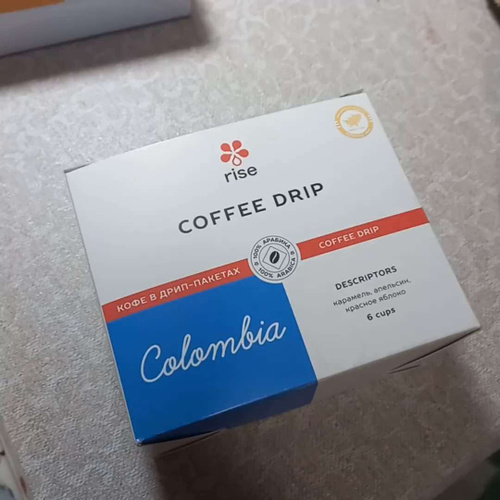 rise
COFFEE DRIP
КОФЕ В ДРИП-ПАКЕТАХ
100% АРАБИКА
100% ARABICA
COFFEE DRIP
DESCRIPTORS
карамель, апельсин,
красное яблоко
6 cups
Colombia